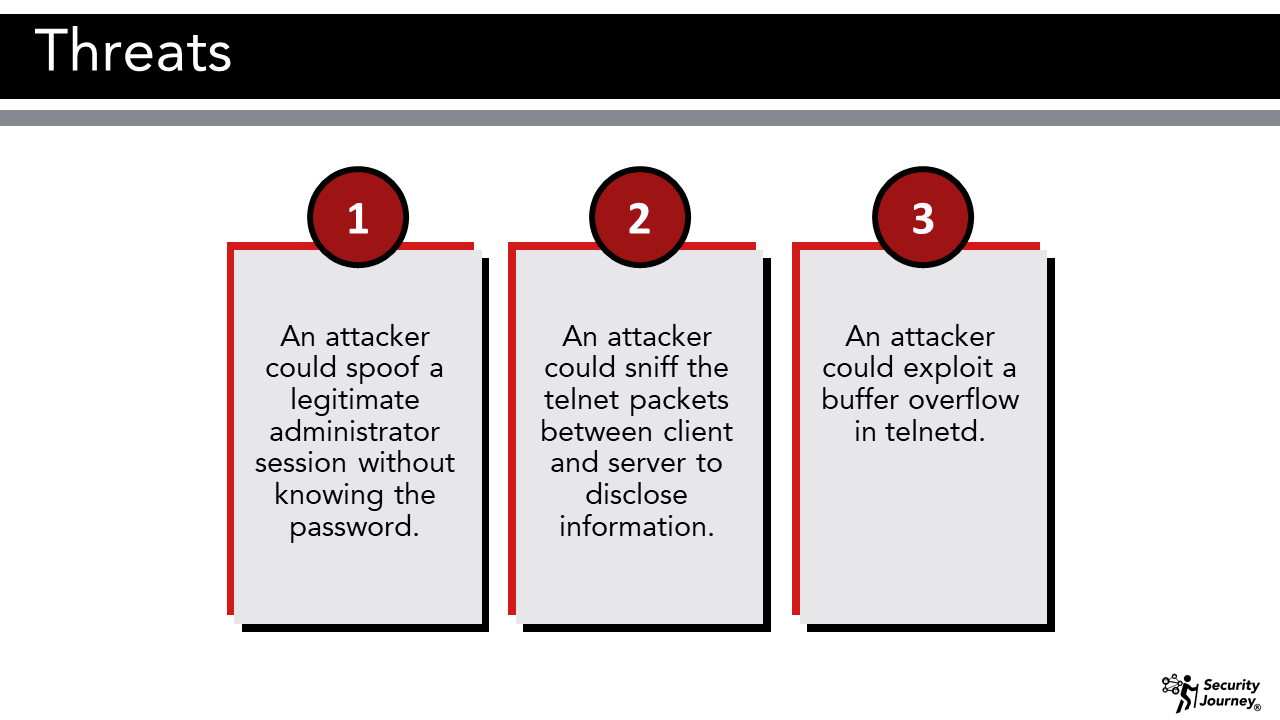 Threats
1
An attacker
could spoof a
legitimate
administrator
session without
knowing the
password.
2
An attacker
could sniff the
telnet packets
between client
and server to
disclose
information.
3
An attacker
could exploit a
buffer overflow
in telnetd.
Security
Journey®